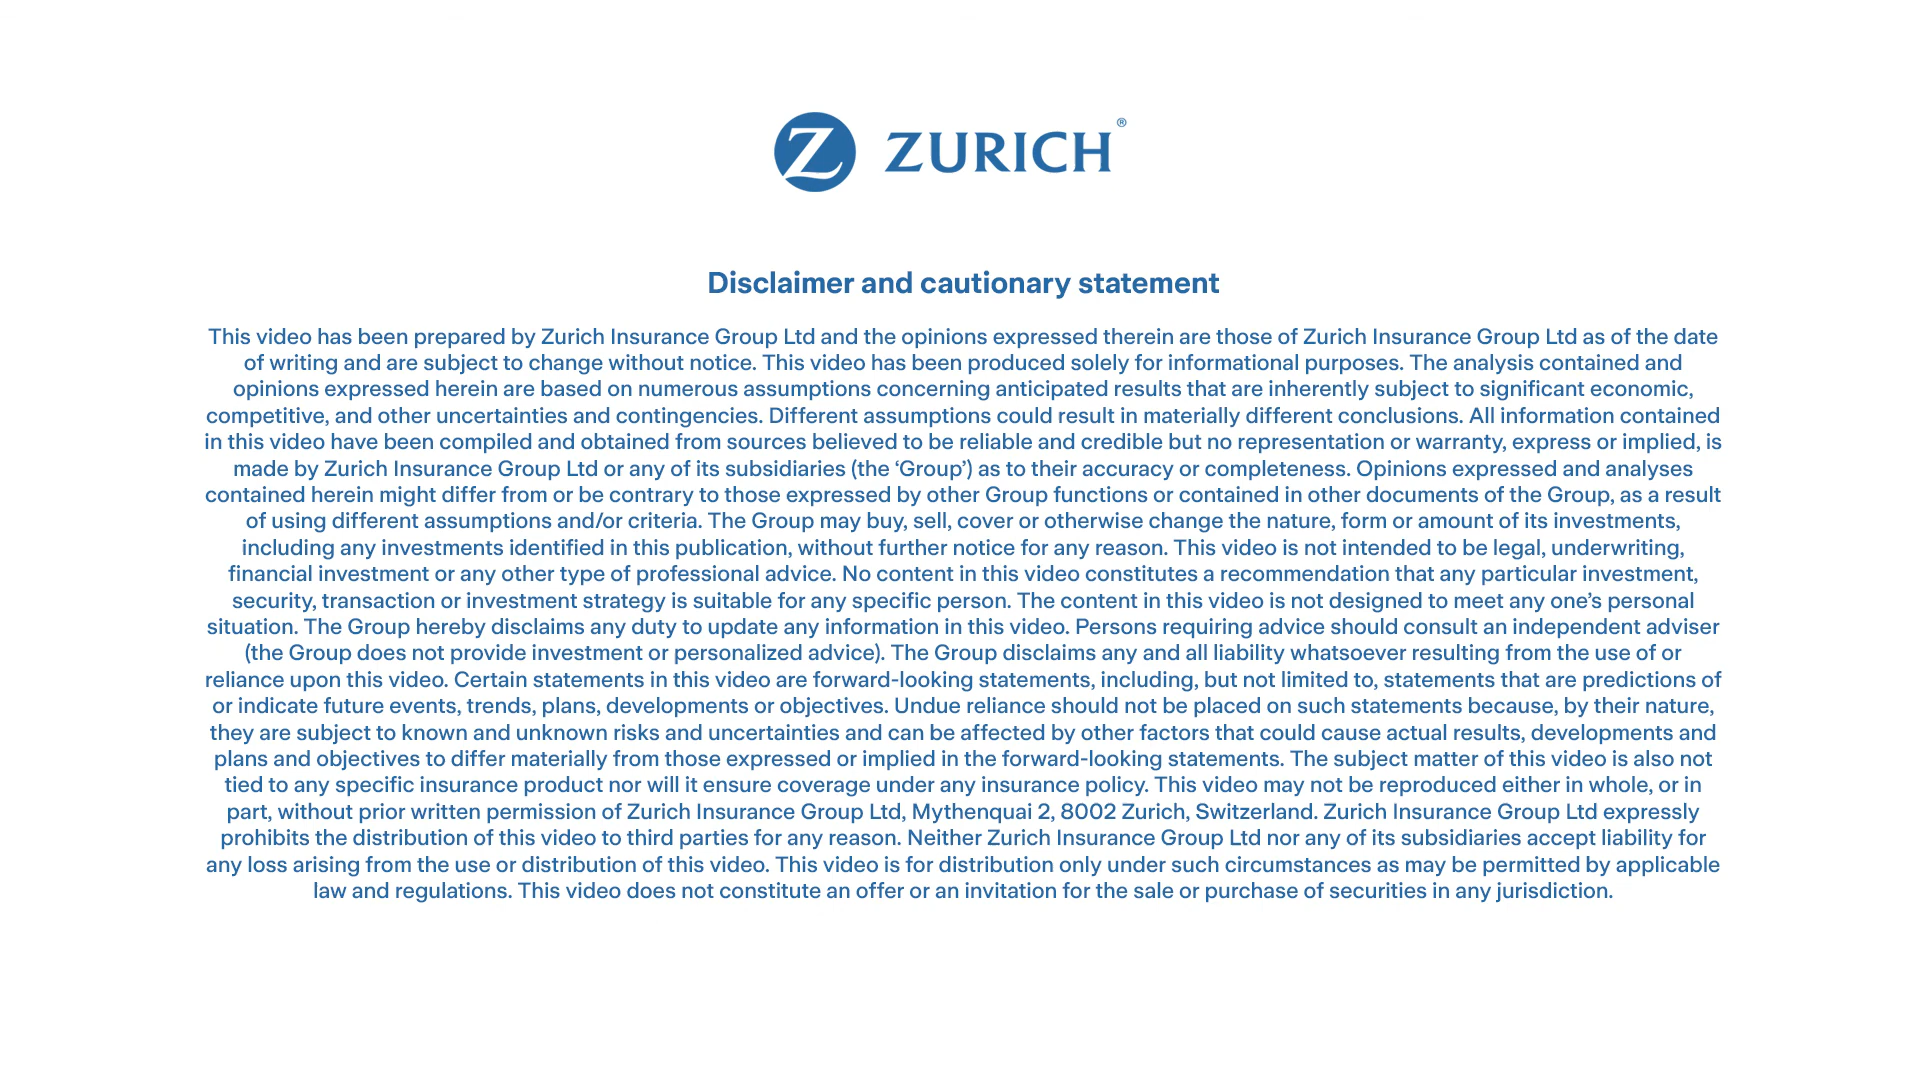 Z ZURICH®
Disclaimer and cautionary statement
This video has been prepared by Zurich Insurance Group Ltd and the opinions expressed therein are those of Zurich Insurance Group Ltd as of the date
of writing and are subject to change without notice. This video has been produced solely for informational purposes. The analysis contained and
opinions expressed herein are based on numerous assumptions concerning anticipated results that are inherently subject to significant economic,
competitive, and other uncertainties and contingencies. Different assumptions could result in materially different conclusions. All information contained
in this video have been compiled and obtained from sources believed to be reliable and credible but no representation or warranty, express or implied, is
made by Zurich Insurance Group Ltd or any of its subsidiaries (the ‘Group’) as to their accuracy or completeness. Opinions expressed and analyses
contained herein might differ from or be contrary to those expressed by other Group functions or contained in other documents of the Group, as a result
of using different assumptions and/or criteria. The Group may buy, sell, cover or otherwise change the nature, form or amount of its investments,
including any investments identified in this publication, without further notice for any reason. This video is not intended to be legal, underwriting,
financial investment or any other type of professional advice. No content in this video constitutes a recommendation that any particular investment,
security, transaction or investment strategy is suitable for any specific person. The content in this video is not designed to meet any one’s personal
situation. The Group hereby disclaims any duty to update any information in this video. Persons requiring advice should consult an independent adviser
(the Group does not provide investment or personalized advice). The Group disclaims any and all liability whatsoever resulting from the use of or
reliance upon this video. Certain statements in this video are forward-looking statements, including, but not limited to, statements that are predictions of
or indicate future events, trends, plans, developments or objectives. Undue reliance should not be placed on such statements because, by their nature,
they are subject to known and unknown risks and uncertainties and can be affected by other factors that could cause actual results, developments and
plans and objectives to differ materially from those expressed or implied in the forward-looking statements. The subject matter of this video is also not
tied to any specific insurance product nor will it ensure coverage under any insurance policy. This video may not be reproduced either in whole, or in
part, without prior written permission of Zurich Insurance Group Ltd, Mythenquai 2, 8002 Zurich, Switzerland. Zurich Insurance Group Ltd expressly
prohibits the distribution of this video to third parties for any reason. Neither Zurich Insurance Group Ltd nor any of its subsidiaries accept liability for
any loss arising from the use or distribution of this video. This video is for distribution only under such circumstances as may be permitted by applicable
law and regulations. This video does not constitute an offer or an invitation for the sale or purchase of securities in any jurisdiction.